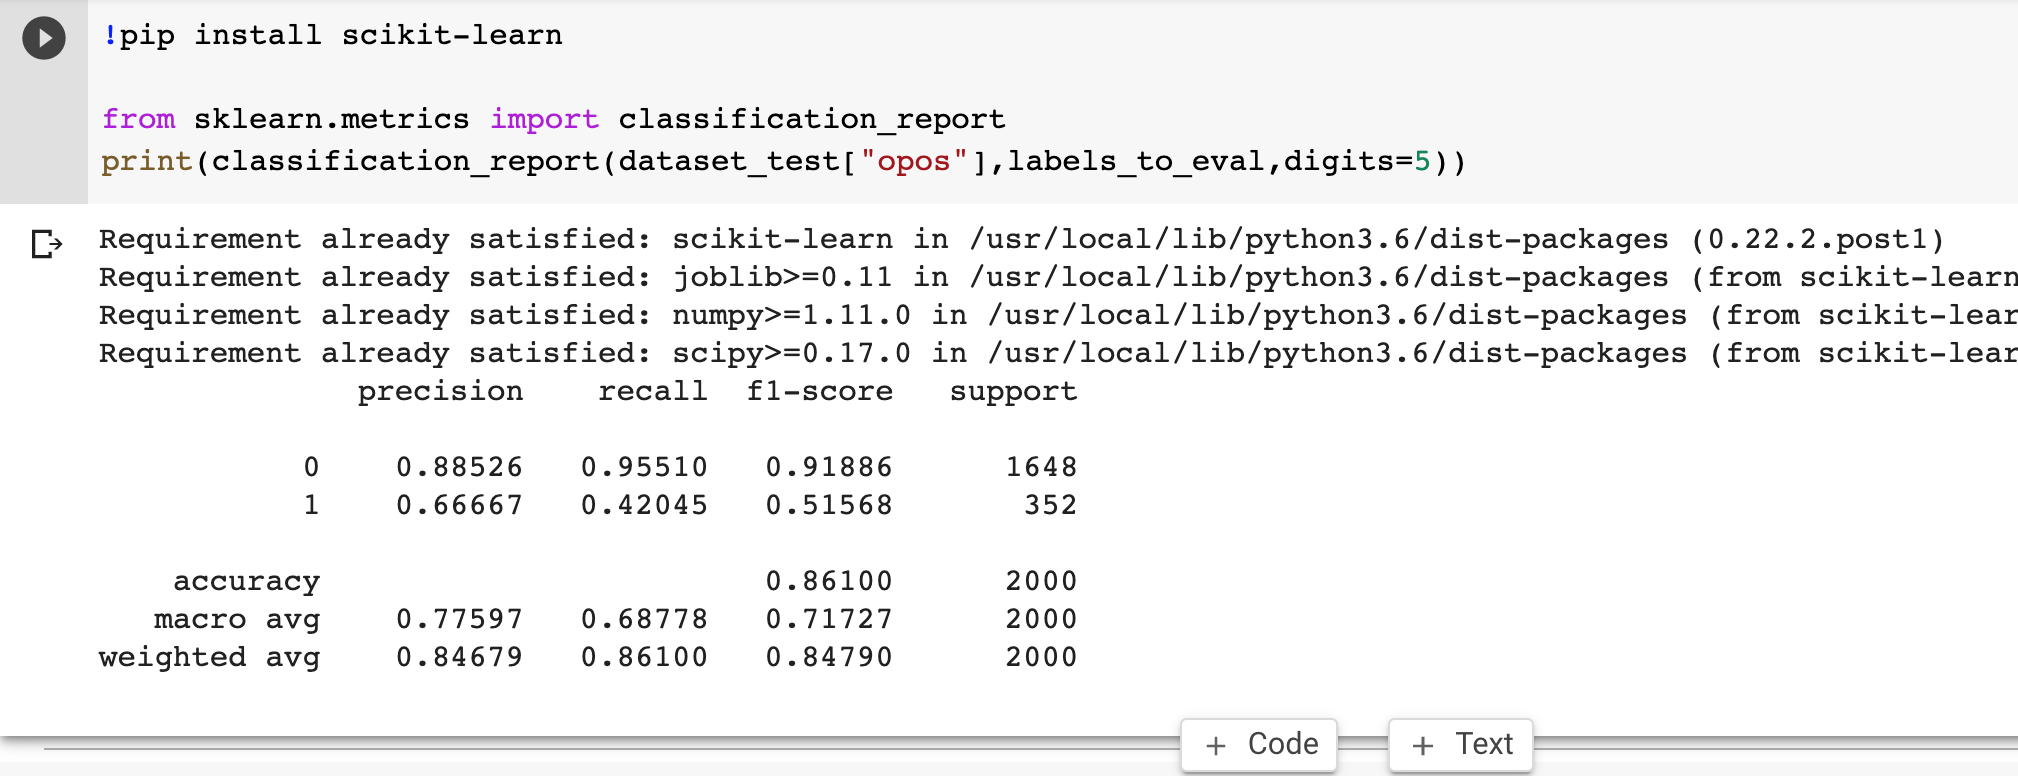 !pip install scikit-learn
from sklearn.metrics import classification_report
print(classification_report(dataset_test["opos"],labels_to_eval,digits=5))
Requirement already satisfied: scikit-learn in /usr/local/lib/python3.6/dist-packages (0.22.2.post1)
Requirement already satisfied: joblib>=0.11 in /usr/local/lib/python3.6/dist-packages (from scikit-learn
Requirement already satisfied: numpy>=1.11.0 in /usr/local/lib/python3.6/dist-packages (from scikit-lear
Requirement already satisfied: scipy>=0.17.0 in /usr/local/lib/python3.6/dist-packages (from scikit-lear
precision recall f1-score support
0 0.88526 0.95510 0.91886 1648
1 0.66667 0.42045 0.51568 352
accuracy 0.86100 2000
macro avg 0.77597 0.68778 0.71727 2000
weighted avg 0.84679 0.86100 0.84790 2000
+ Code + Text